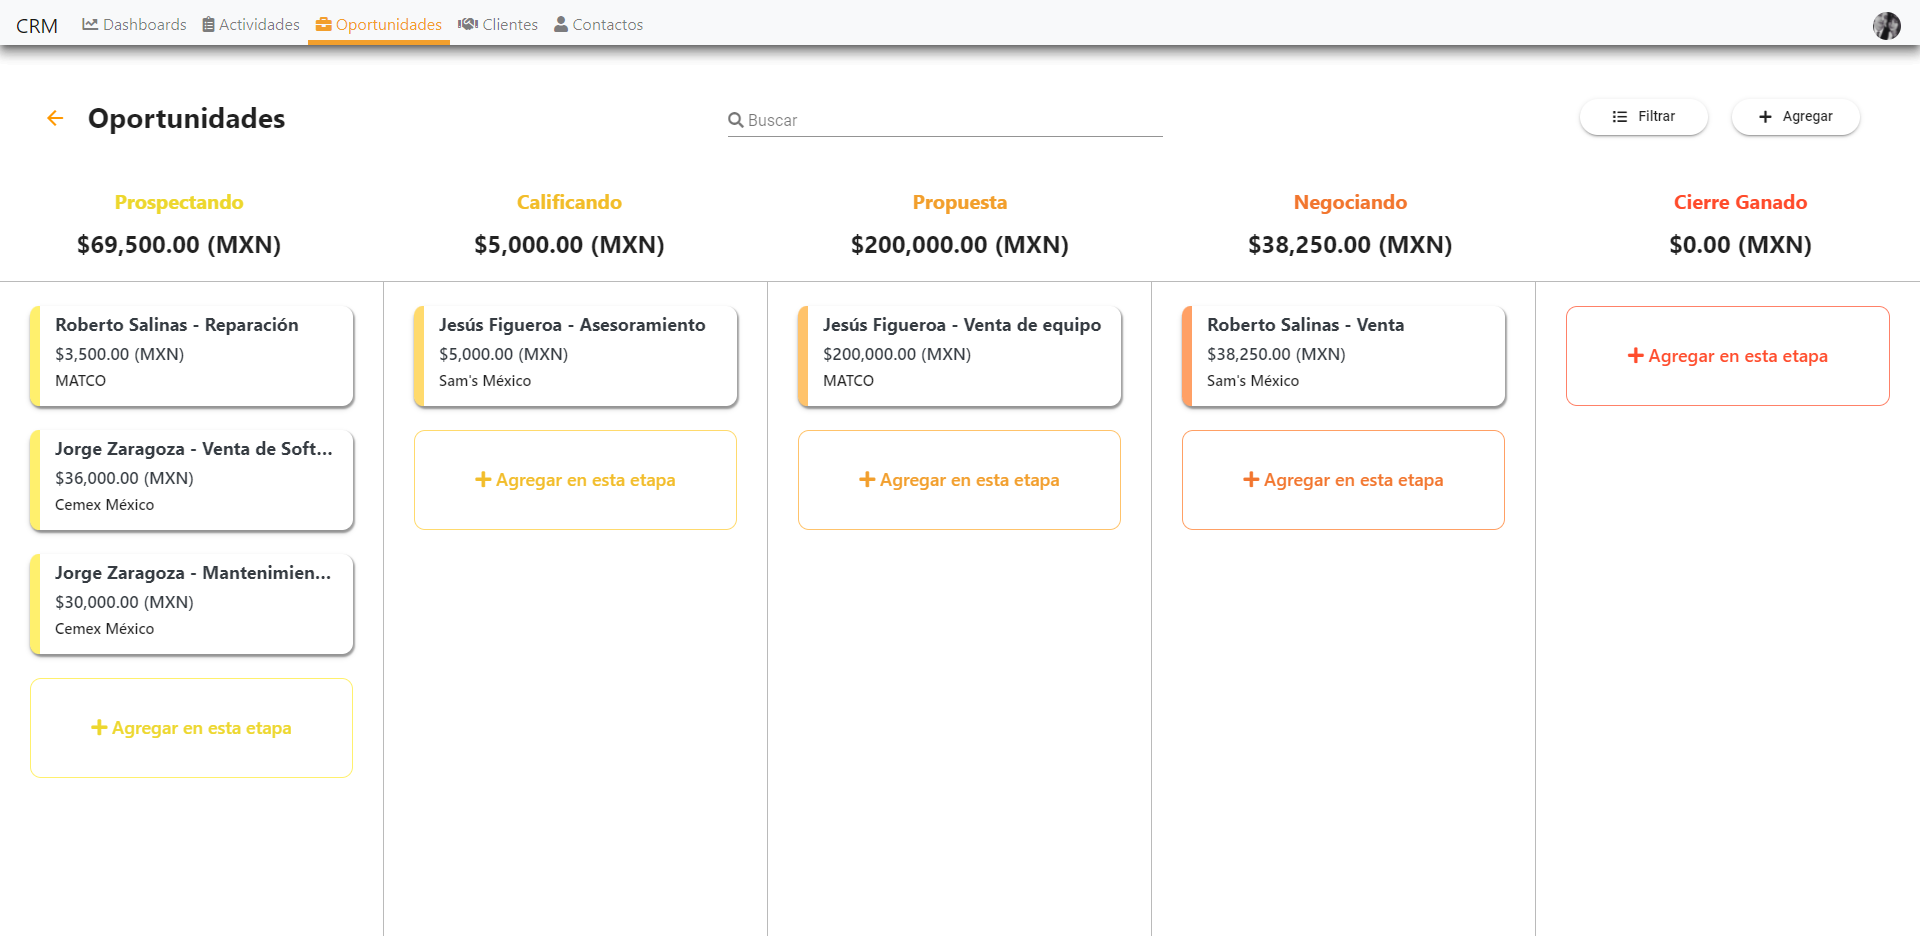 CRM Dashboards Actividades Oportunidades Clientes Contactos
Oportunidades
Buscar
Filtrar
Agregar
Prospectando
$69,500.00 (MXN)
Calificando
$5,000.00 (MXN)
Propuesta
$200,000.00 (MXN)
Negociando
$38,250.00 (MXN)
Cierre Ganado
$0.00 (MXN)
Roberto Salinas - Reparación
$3,500.00 (MXN)
MATCO
Jorge Zaragoza - Venta de Soft...
$36,000.00 (MXN)
Cemex México
Jorge Zaragoza - Mantenimien...
$30,000.00 (MXN)
Cemex México
+ Agregar en esta etapa
Jesús Figueroa - Asesoramiento
$5,000.00 (MXN)
Sam's México
+ Agregar en esta etapa
Jesús Figueroa - Venta de equipo
$200,000.00 (MXN)
MATCO
+ Agregar en esta etapa
Roberto Salinas - Venta
$38,250.00 (MXN)
Sam's México
+ Agregar en esta etapa
+ Agregar en esta etapa